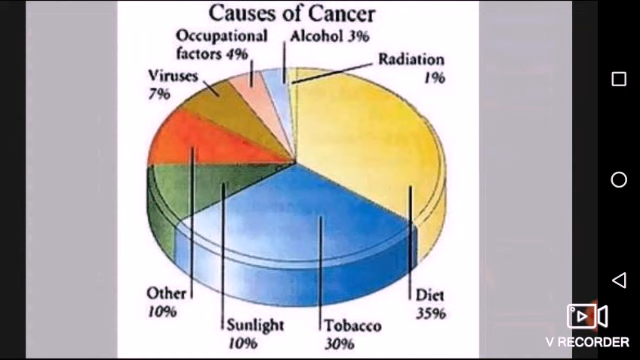 Causes of Cancer
Occupational
factors 4%
Alcohol 3%
Radiation
1%
Viruses
7%
Other
10%
Sunlight
10%
Tobacco
30%
Diet
35%
V RECORDER